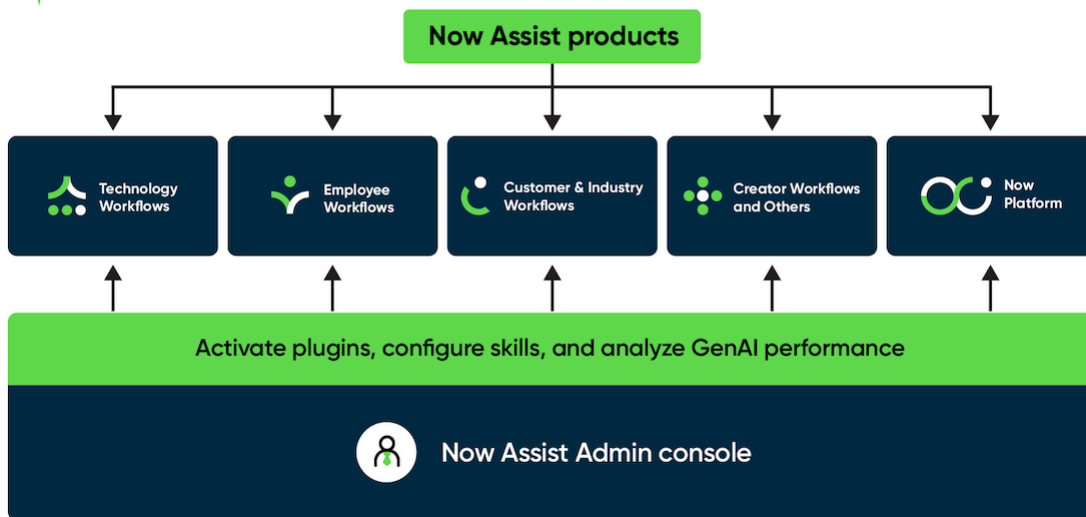 Now Assist products
Technology
Workflows
Employee
Workflows
Customer & Industry
Workflows
Creator Workflows
and Others
Now
Platform
Activate plugins, configure skills, and analyze GenAI performance
Now Assist Admin console